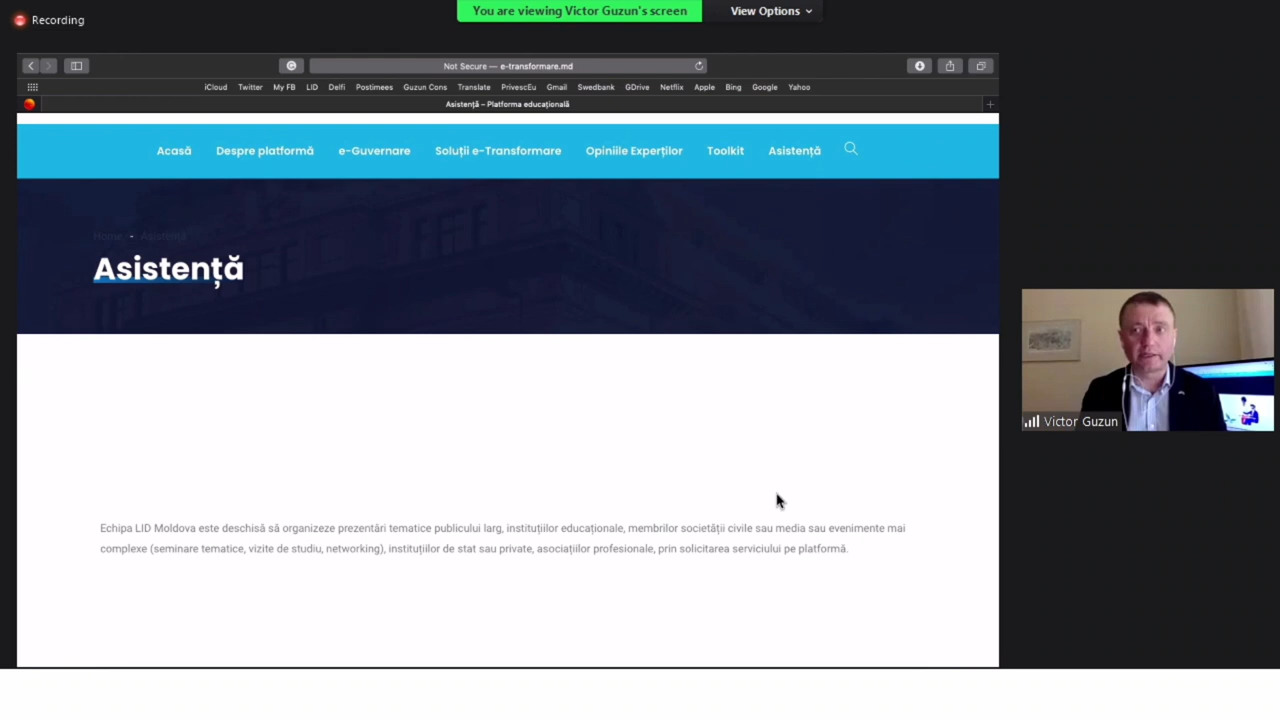 Recording
You are viewing Victor Guzun's screen
View Options
Not Secure — e-transformare.md
iCloud Twitter My FB LID Delfi Postimees Guzun Cons Translate PrivescEu Gmail Swedbank GDrive Netflix Apple Bing Google Yahoo
Asistență – Platforma educațională
Acasă Despre platformă e-Guvernare Soluții e-Transformare Opiniile Experților Toolkit Asistență
Home - Asistență
Asistență
Echipa LID Moldova este deschisă să organizeze prezentări tematice publicului larg, instituțiilor educaționale, membrilor societății civile sau media sau evenimente mai
complexe (seminare tematice, vizite de studiu, networking), instituțiilor de stat sau private, asociațiilor profesionale, prin solicitarea serviciului pe platformă.
Victor Guzun